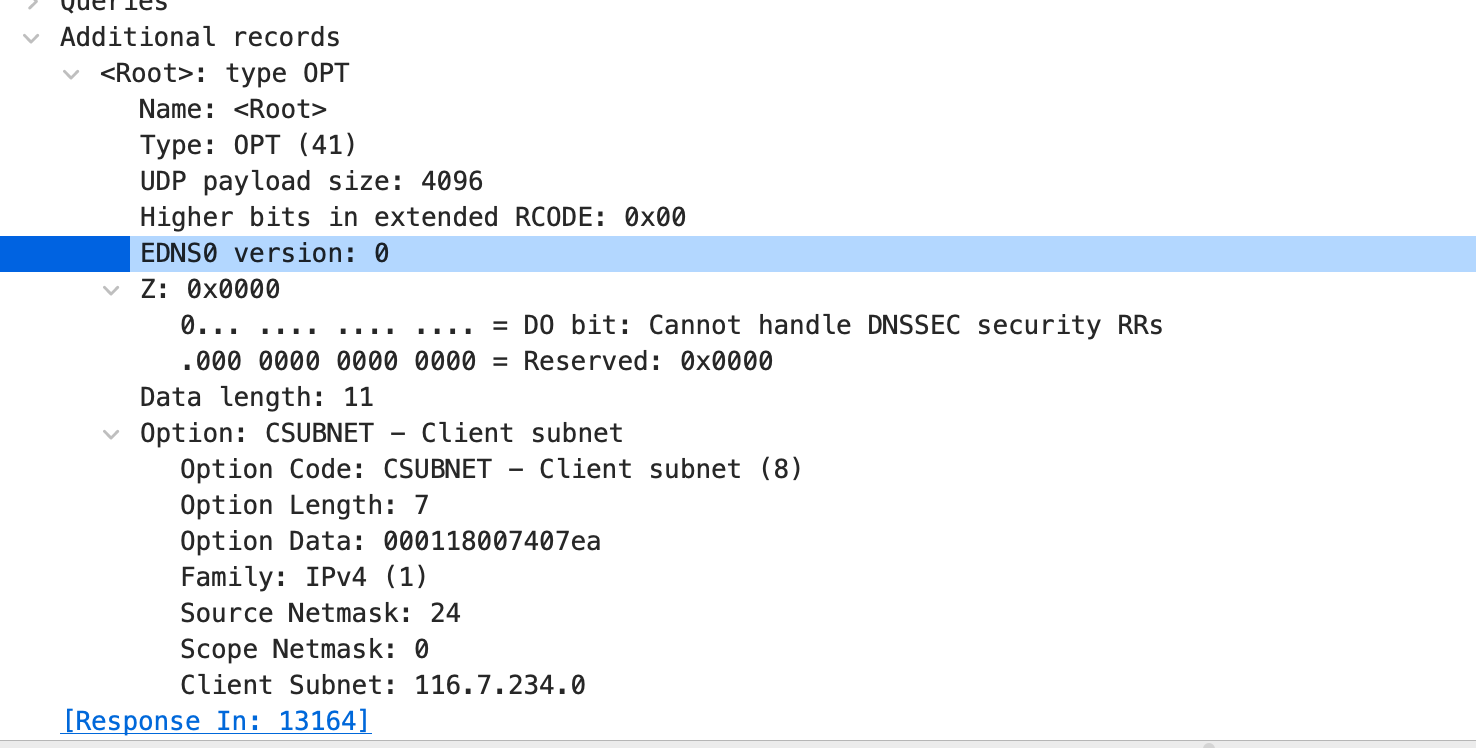 Queries
Additional records
<Root>: type OPT
Name: <Root>
Type: OPT (41)
UDP payload size: 4096
Higher bits in extended RCODE: 0x00
EDNS0 version: 0
Z: 0x0000
0... .... .... .... = DO bit: Cannot handle DNSSEC security RRs
.000 0000 0000 0000 = Reserved: 0x0000
Data length: 11
Option: CSUBNET – Client subnet
Option Code: CSUBNET – Client subnet (8)
Option Length: 7
Option Data: 000118007407ea
Family: IPv4 (1)
Source Netmask: 24
Scope Netmask: 0
Client Subnet: 116.7.234.0
[Response In: 13164]